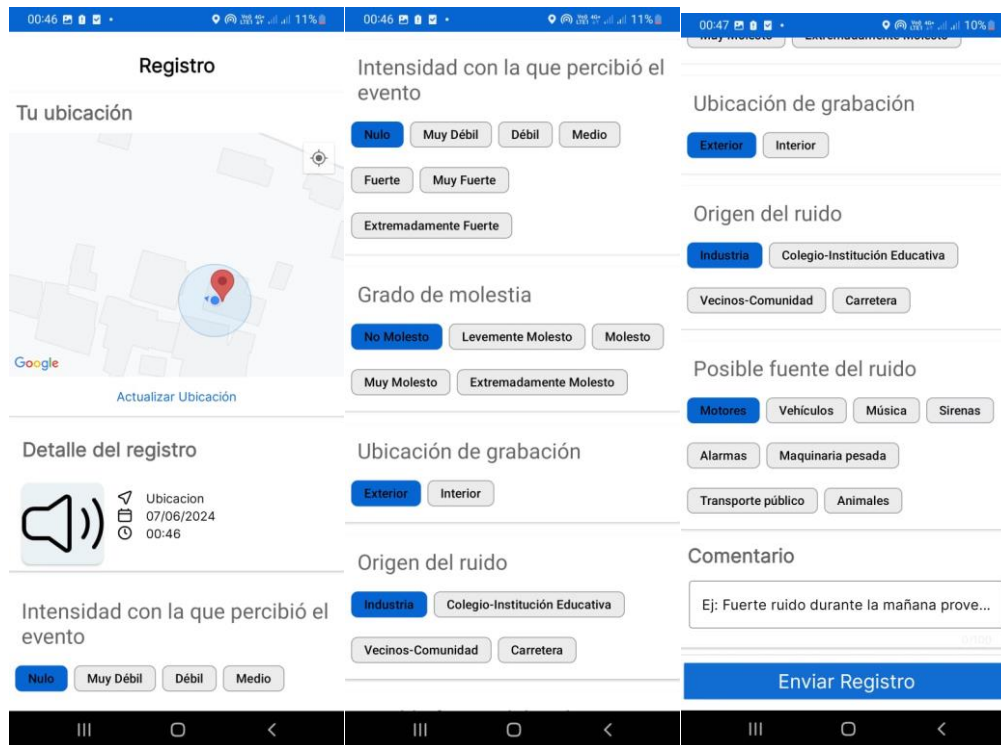 00:46 11%
Registro
Tu ubicación
Google
Actualizar Ubicación
Detalle del registro
Ubicacion
07/06/2024
00:46
Intensidad con la que percibió el
evento
Nulo Muy Débil Débil Medio
00:46 11%
Intensidad con la que percibió el
evento
Nulo Muy Débil Débil Medio
Fuerte Muy Fuerte
Extremadamente Fuerte
Grado de molestia
No Molesto Levemente Molesto Molesto
Muy Molesto Extremadamente Molesto
Ubicación de grabación
Exterior Interior
Origen del ruido
Industria Colegio-Institución Educativa
Vecinos-Comunidad Carretera
00:47 10%
Muy Molesto Extremadamente Molesto
Ubicación de grabación
Exterior Interior
Origen del ruido
Industria Colegio-Institución Educativa
Vecinos-Comunidad Carretera
Posible fuente del ruido
Motores Vehículos Música Sirenas
Alarmas Maquinaria pesada
Transporte público Animales
Comentario
Ej: Fuerte ruido durante la mañana prove...
Enviar Registro